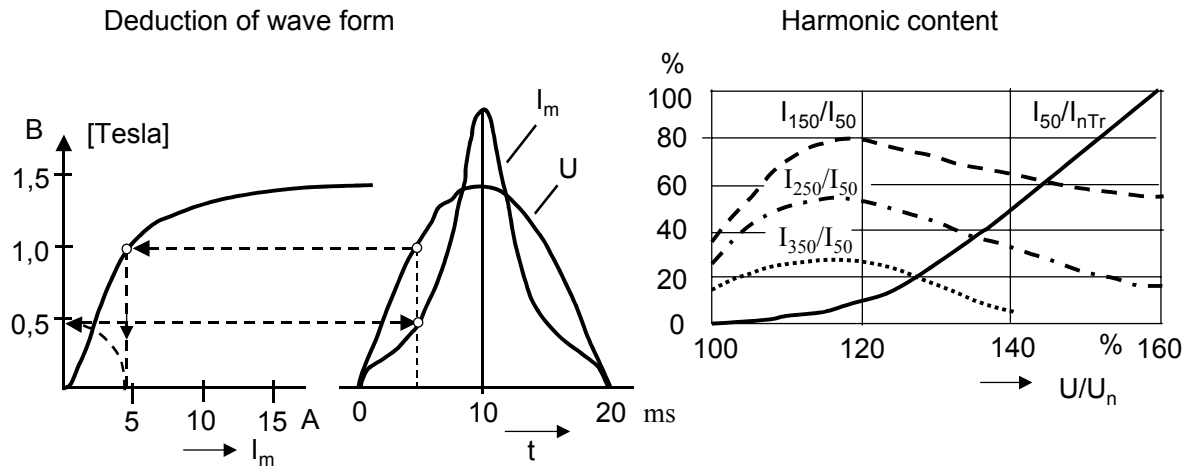 Deduction of wave form
B [Tesla]
1,5
1,0
0,5
5 10 15 A
I_m
I_m
U
0 10 20 ms
t
Harmonic content
%
100
80
60
40
20
0
I_150/I_50
I_250/I_50
I_350/I_50
I_50/I_nTr
100 120 140 % 160
U/U_n